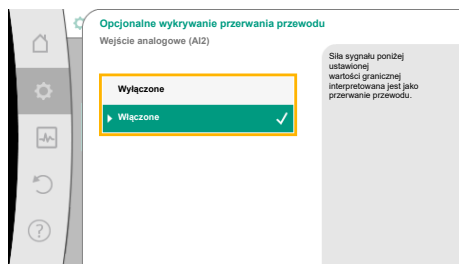 Opcjonalne wykrywanie przerwania przewodu
Wejście analogowe (AI2)
Siła sygnału poniżej
ustawionej
wartości granicznej
interpretowana jest jako
przerwanie przewodu.
Wyłączone
Włączone
?